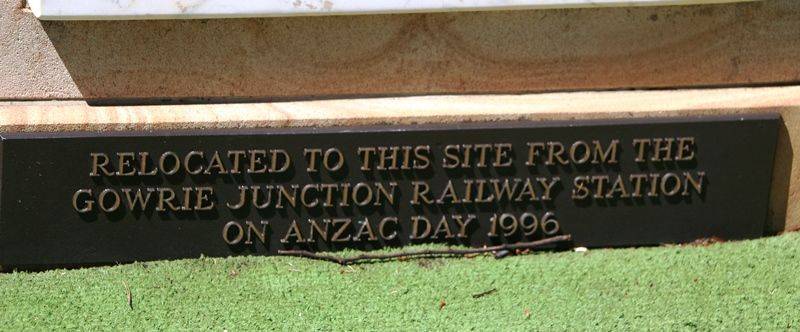 RELOCATED TO THIS SITE FROM THE
GOWRIE JUNCTION RAILWAY STATION
ON ANZAC DAY 1996